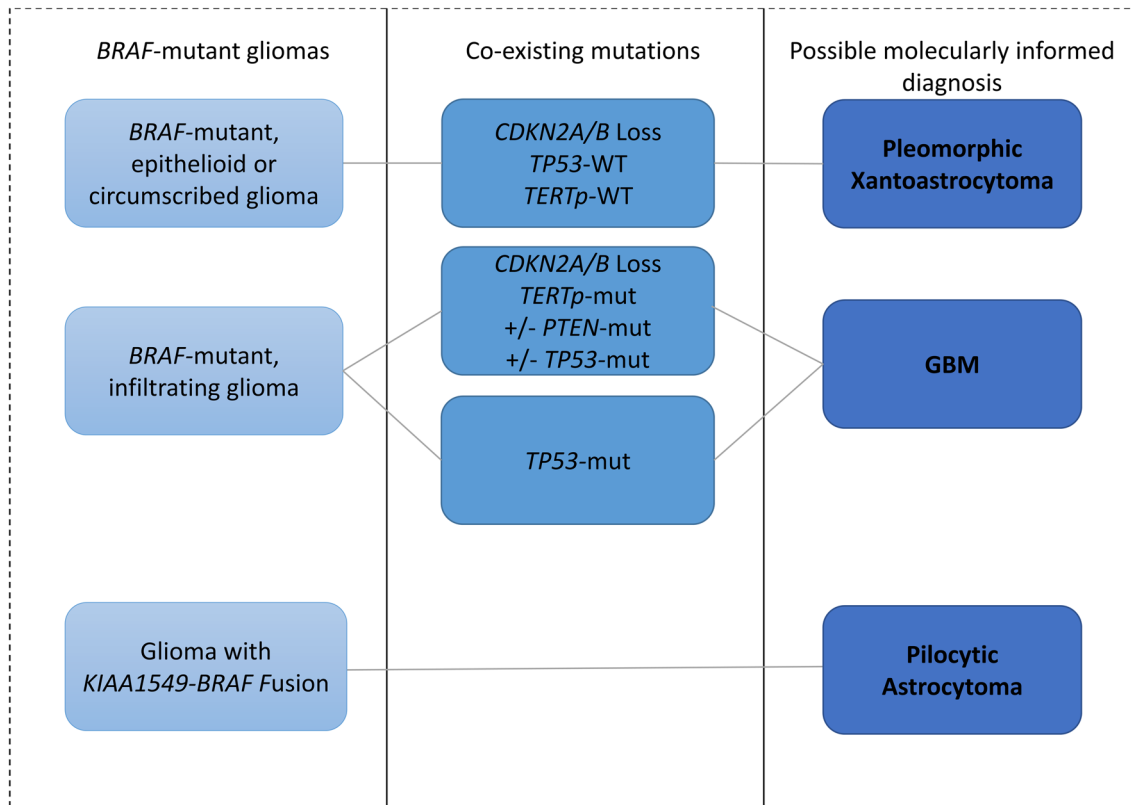 BRAF-mutant gliomas
Co-existing mutations
Possible molecularly informed
diagnosis
BRAF-mutant,
epithelioid or
circumscribed glioma
CDKN2A/B Loss
TP53-WT
TERTp-WT
Pleomorphic
Xantoastrocytoma
BRAF-mutant,
infiltrating glioma
CDKN2A/B Loss
TERTp-mut
+/- PTEN-mut
+/- TP53-mut
TP53-mut
GBM
Glioma with
KIAA1549-BRAF Fusion
Pilocytic
Astrocytoma